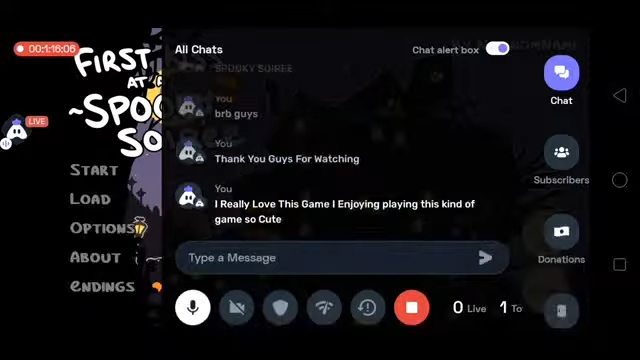 00:1:16:06
FIRST
AT
~SPOO
SO
LIVE
START
LOAD
OPTIONS
ABOUT
ENDINGS
All Chats
Chat alert box
SPOOKY SOIREE
You
brb guys
You
Thank You Guys For Watching
You
I Really Love This Game I Enjoying playing this kind of
game so Cute
Type a Message
Chat
Subscribers
Donations
0 Live 1 To